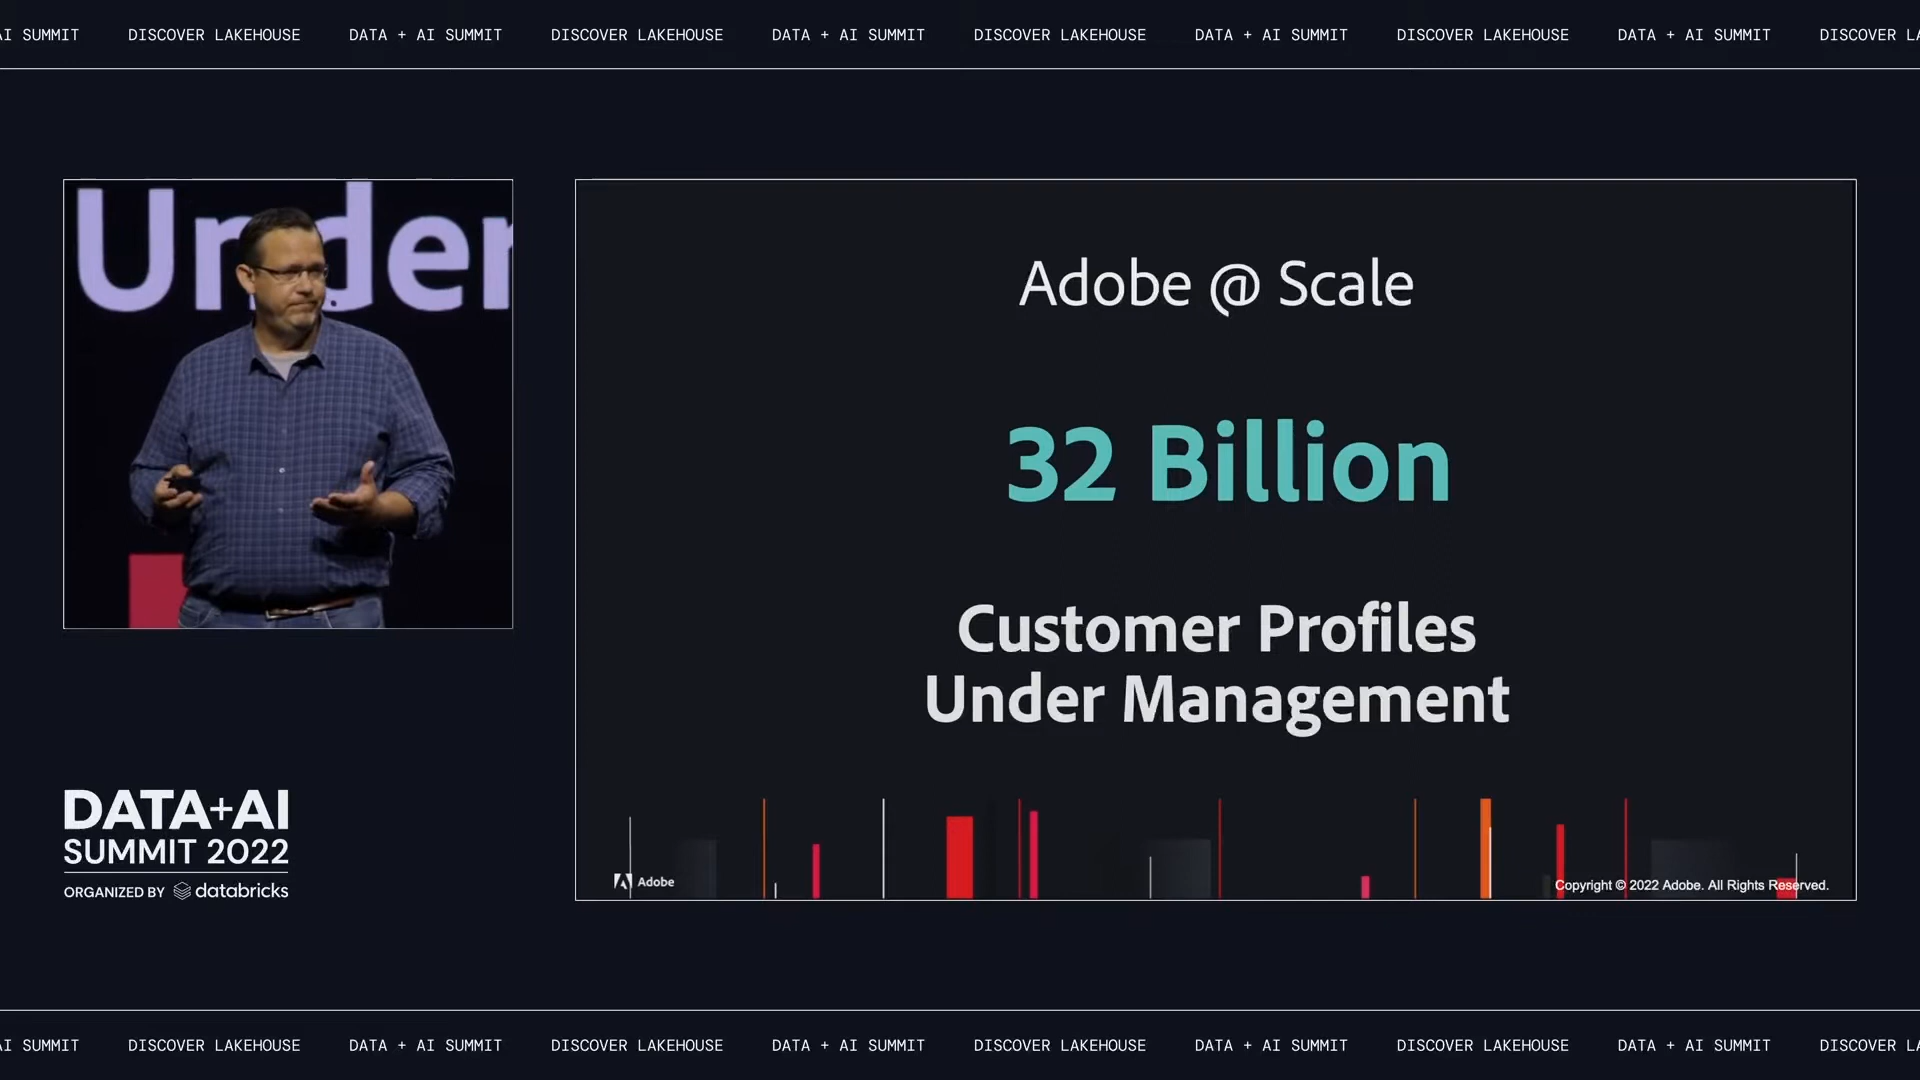 AI SUMMIT DISCOVER LAKEHOUSE DATA + AI SUMMIT DISCOVER LAKEHOUSE DATA + AI SUMMIT DISCOVER LAKEHOUSE DATA + AI SUMMIT DISCOVER LAKEHOUSE DATA + AI SUMMIT DISCOVER LA
Under
Adobe @ Scale
32 Billion
Customer Profiles
Under Management
Adobe
Copyright © 2022 Adobe. All Rights Reserved.
DATA+AI
SUMMIT 2022
ORGANIZED BY databricks
AI SUMMIT DISCOVER LAKEHOUSE DATA + AI SUMMIT DISCOVER LAKEHOUSE DATA + AI SUMMIT DISCOVER LAKEHOUSE DATA + AI SUMMIT DISCOVER LAKEHOUSE DATA + AI SUMMIT DISCOVER LA